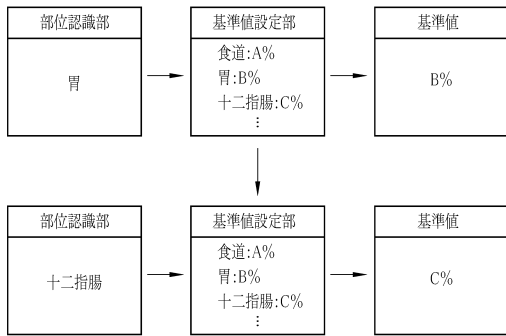 部位認識部
胃
基準値設定部
食道:A%
胃:B%
十二指腸:C%
⋮
基準値
B%
部位認識部
十二指腸
基準値設定部
食道:A%
胃:B%
十二指腸:C%
⋮
基準値
C%